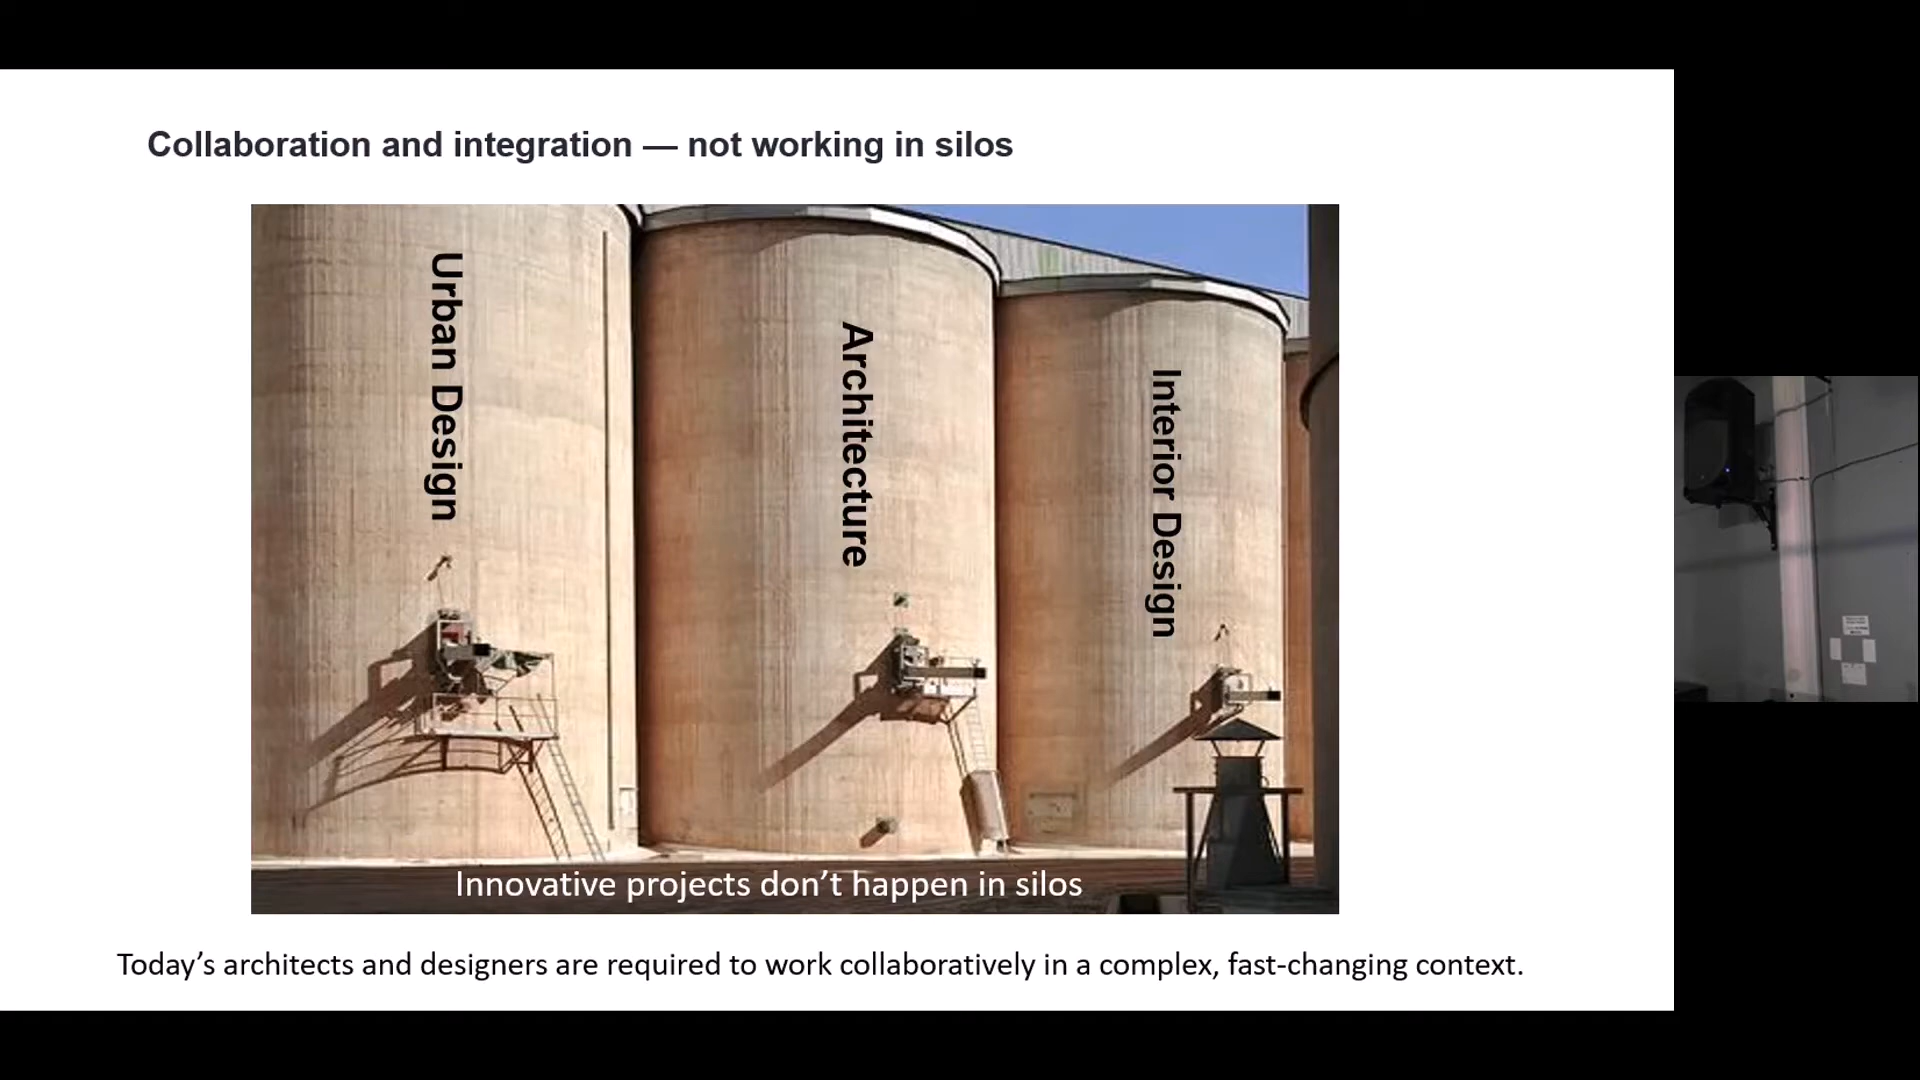 Collaboration and integration — not working in silos
Urban Design
Architecture
Interior Design
Innovative projects don’t happen in silos
Today’s architects and designers are required to work collaboratively in a complex, fast-changing context.